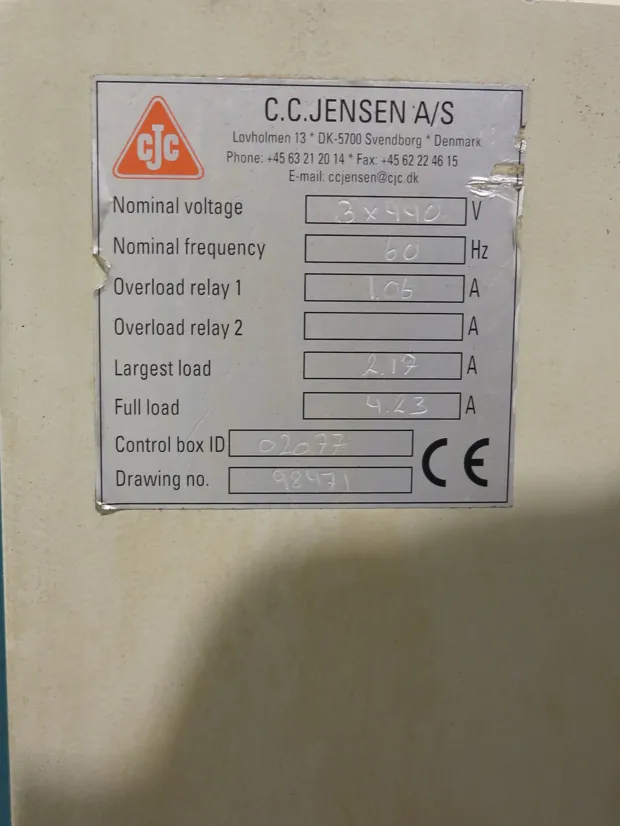 CJC
C.C.JENSEN A/S
Løvholmen 13 * DK-5700 Svendborg * Denmark
Phone: +45 63 21 20 14 * Fax: +45 62 22 46 15
E-mail: ccjensen@cjc.dk
Nominal voltage 3 x 440 V
Nominal frequency 60 Hz
Overload relay 1 1.06 A
Overload relay 2 A
Largest load 2.17 A
Full load 4.23 A
Control box ID 02077
Drawing no. 98471
CE